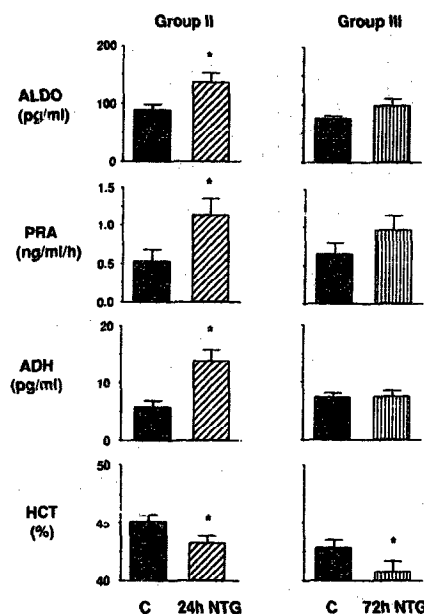 Group II Group III
ALDO
(pg/ml)
200
100
0
*
PRA
(ng/ml/h)
1.5
1.0
0.5
0.0
*
ADH
(pg/ml)
20
10
0
*
HCT
(%)
50
45
40
*
*
C 24h NTG C 72h NTG